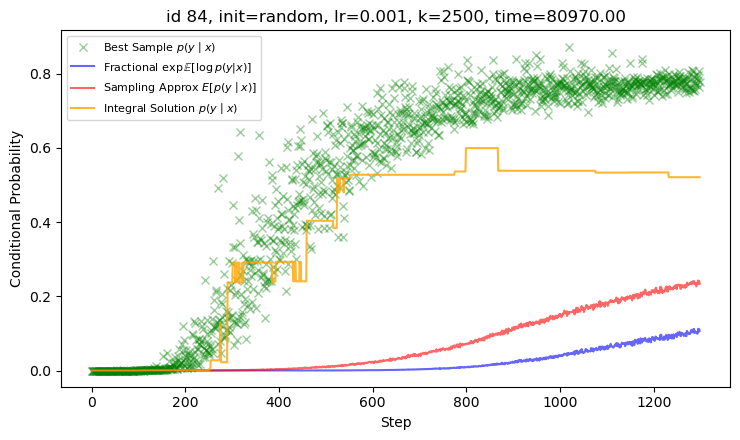 id 84, init=random, lr=0.001, k=2500, time=80970.00
Best Sample p(y | x)
Fractional exp 𝔼[log p(y|x)]
Sampling Approx E[p(y | x)]
Integral Solution p(y | x)
Conditional Probability
0.8
0.6
0.4
0.2
0.0
0 200 400 600 800 1000 1200
Step